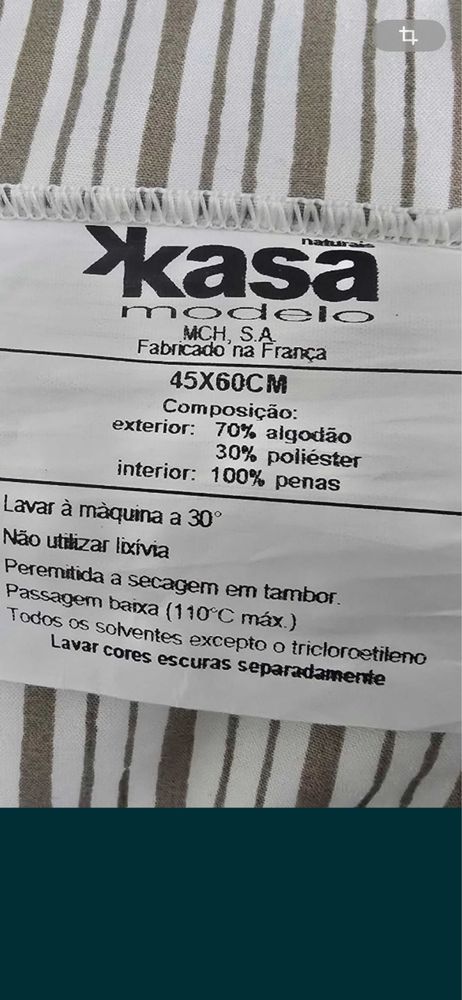 naturais
kasa
modelo
MCH, S.A.
Fabricado na França
45X60CM
Composição:
exterior: 70% algodão
30% poliéster
interior: 100% penas
Lavar à màquina a 30°
Não utilizar lixívia
Peremitida a secagem em tambor.
Passagem baixa (110°C máx.)
Todos os solventes excepto o tricloroetileno
Lavar cores escuras separadamente